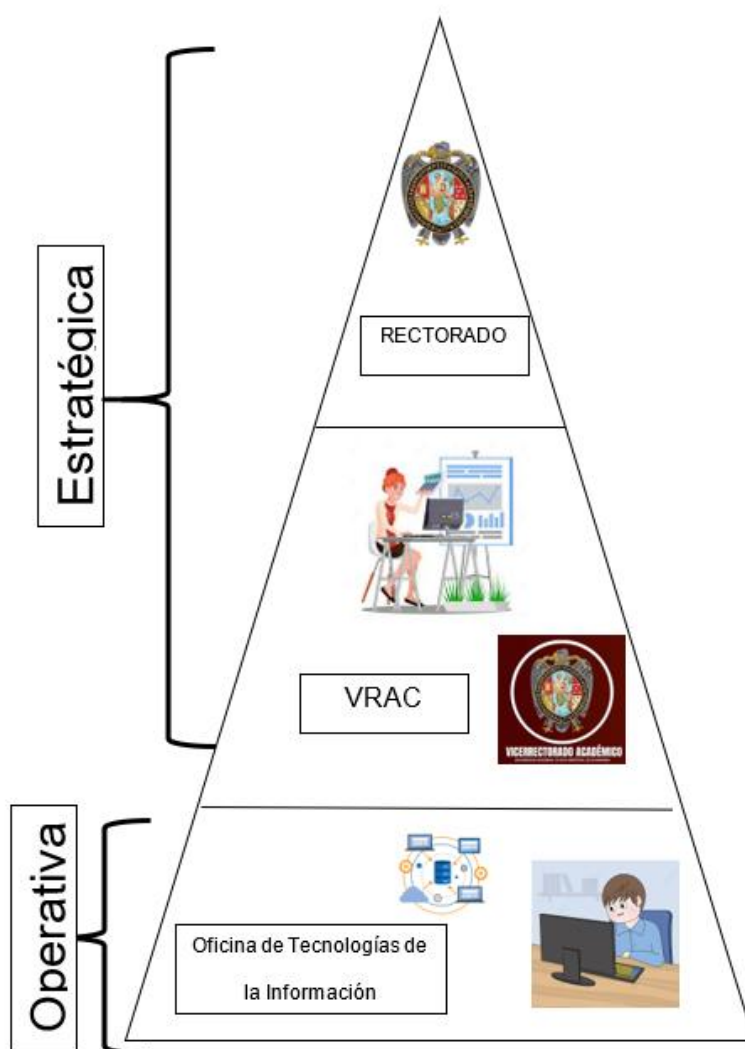 Estratégica
RECTORADO
VRAC
VICERRECTORADO ACADÉMICO
Operativa
Oficina de Tecnologías de
la Información